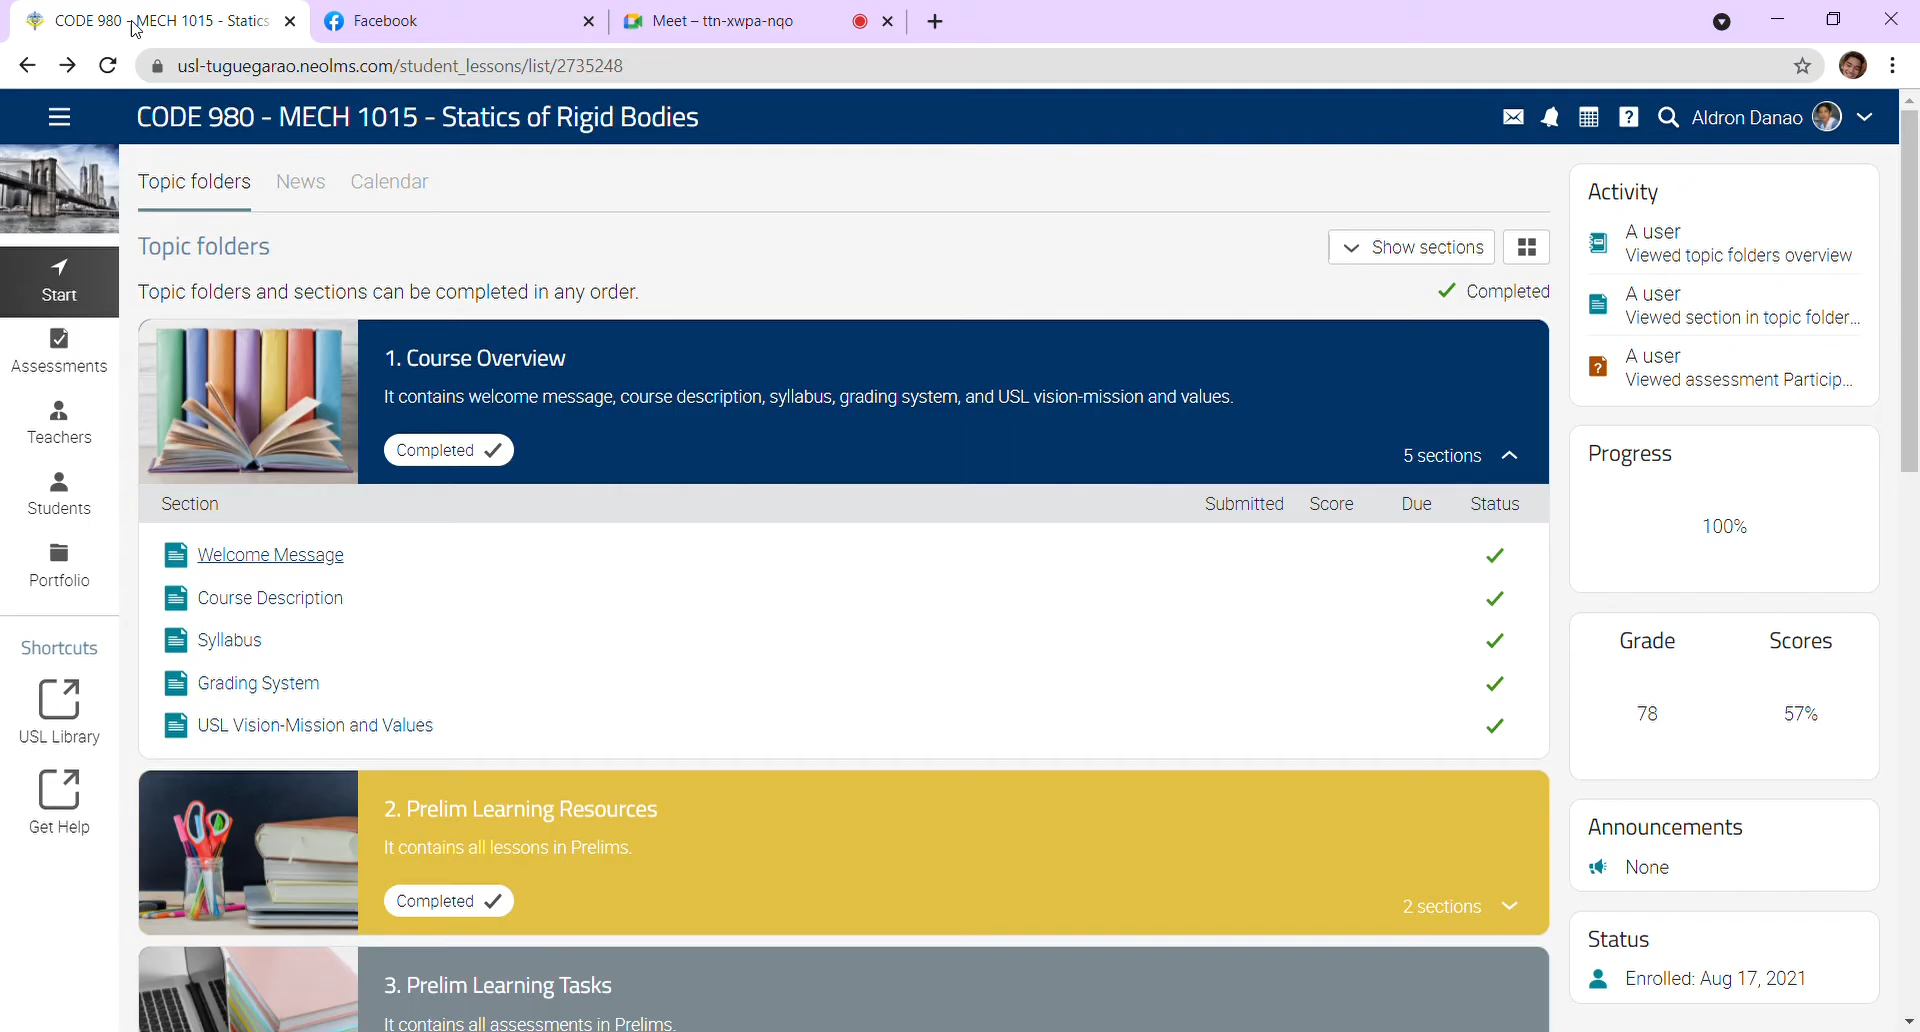 CODE 980 - MECH 1015 - Statics
Facebook
Meet – ttn-xwpa-nqo
usl-tuguegarao.neolms.com/student_lessons/list/2735248
CODE 980 - MECH 1015 - Statics of Rigid Bodies
Aldron Danao
Start
Assessments
Teachers
Students
Portfolio
Shortcuts
USL Library
Get Help
Topic folders News Calendar
Topic folders
Show sections
Topic folders and sections can be completed in any order.
Completed
1. Course Overview
It contains welcome message, course description, syllabus, grading system, and USL vision-mission and values.
Completed
5 sections
Section Submitted Score Due Status
Welcome Message
Course Description
Syllabus
Grading System
USL Vision-Mission and Values
2. Prelim Learning Resources
It contains all lessons in Prelims.
Completed
2 sections
3. Prelim Learning Tasks
It contains all assessments in Prelims.
Activity
A user
Viewed topic folders overview
A user
Viewed section in topic folder...
A user
Viewed assessment Particip...
Progress
100%
Grade Scores
78 57%
Announcements
None
Status
Enrolled: Aug 17, 2021